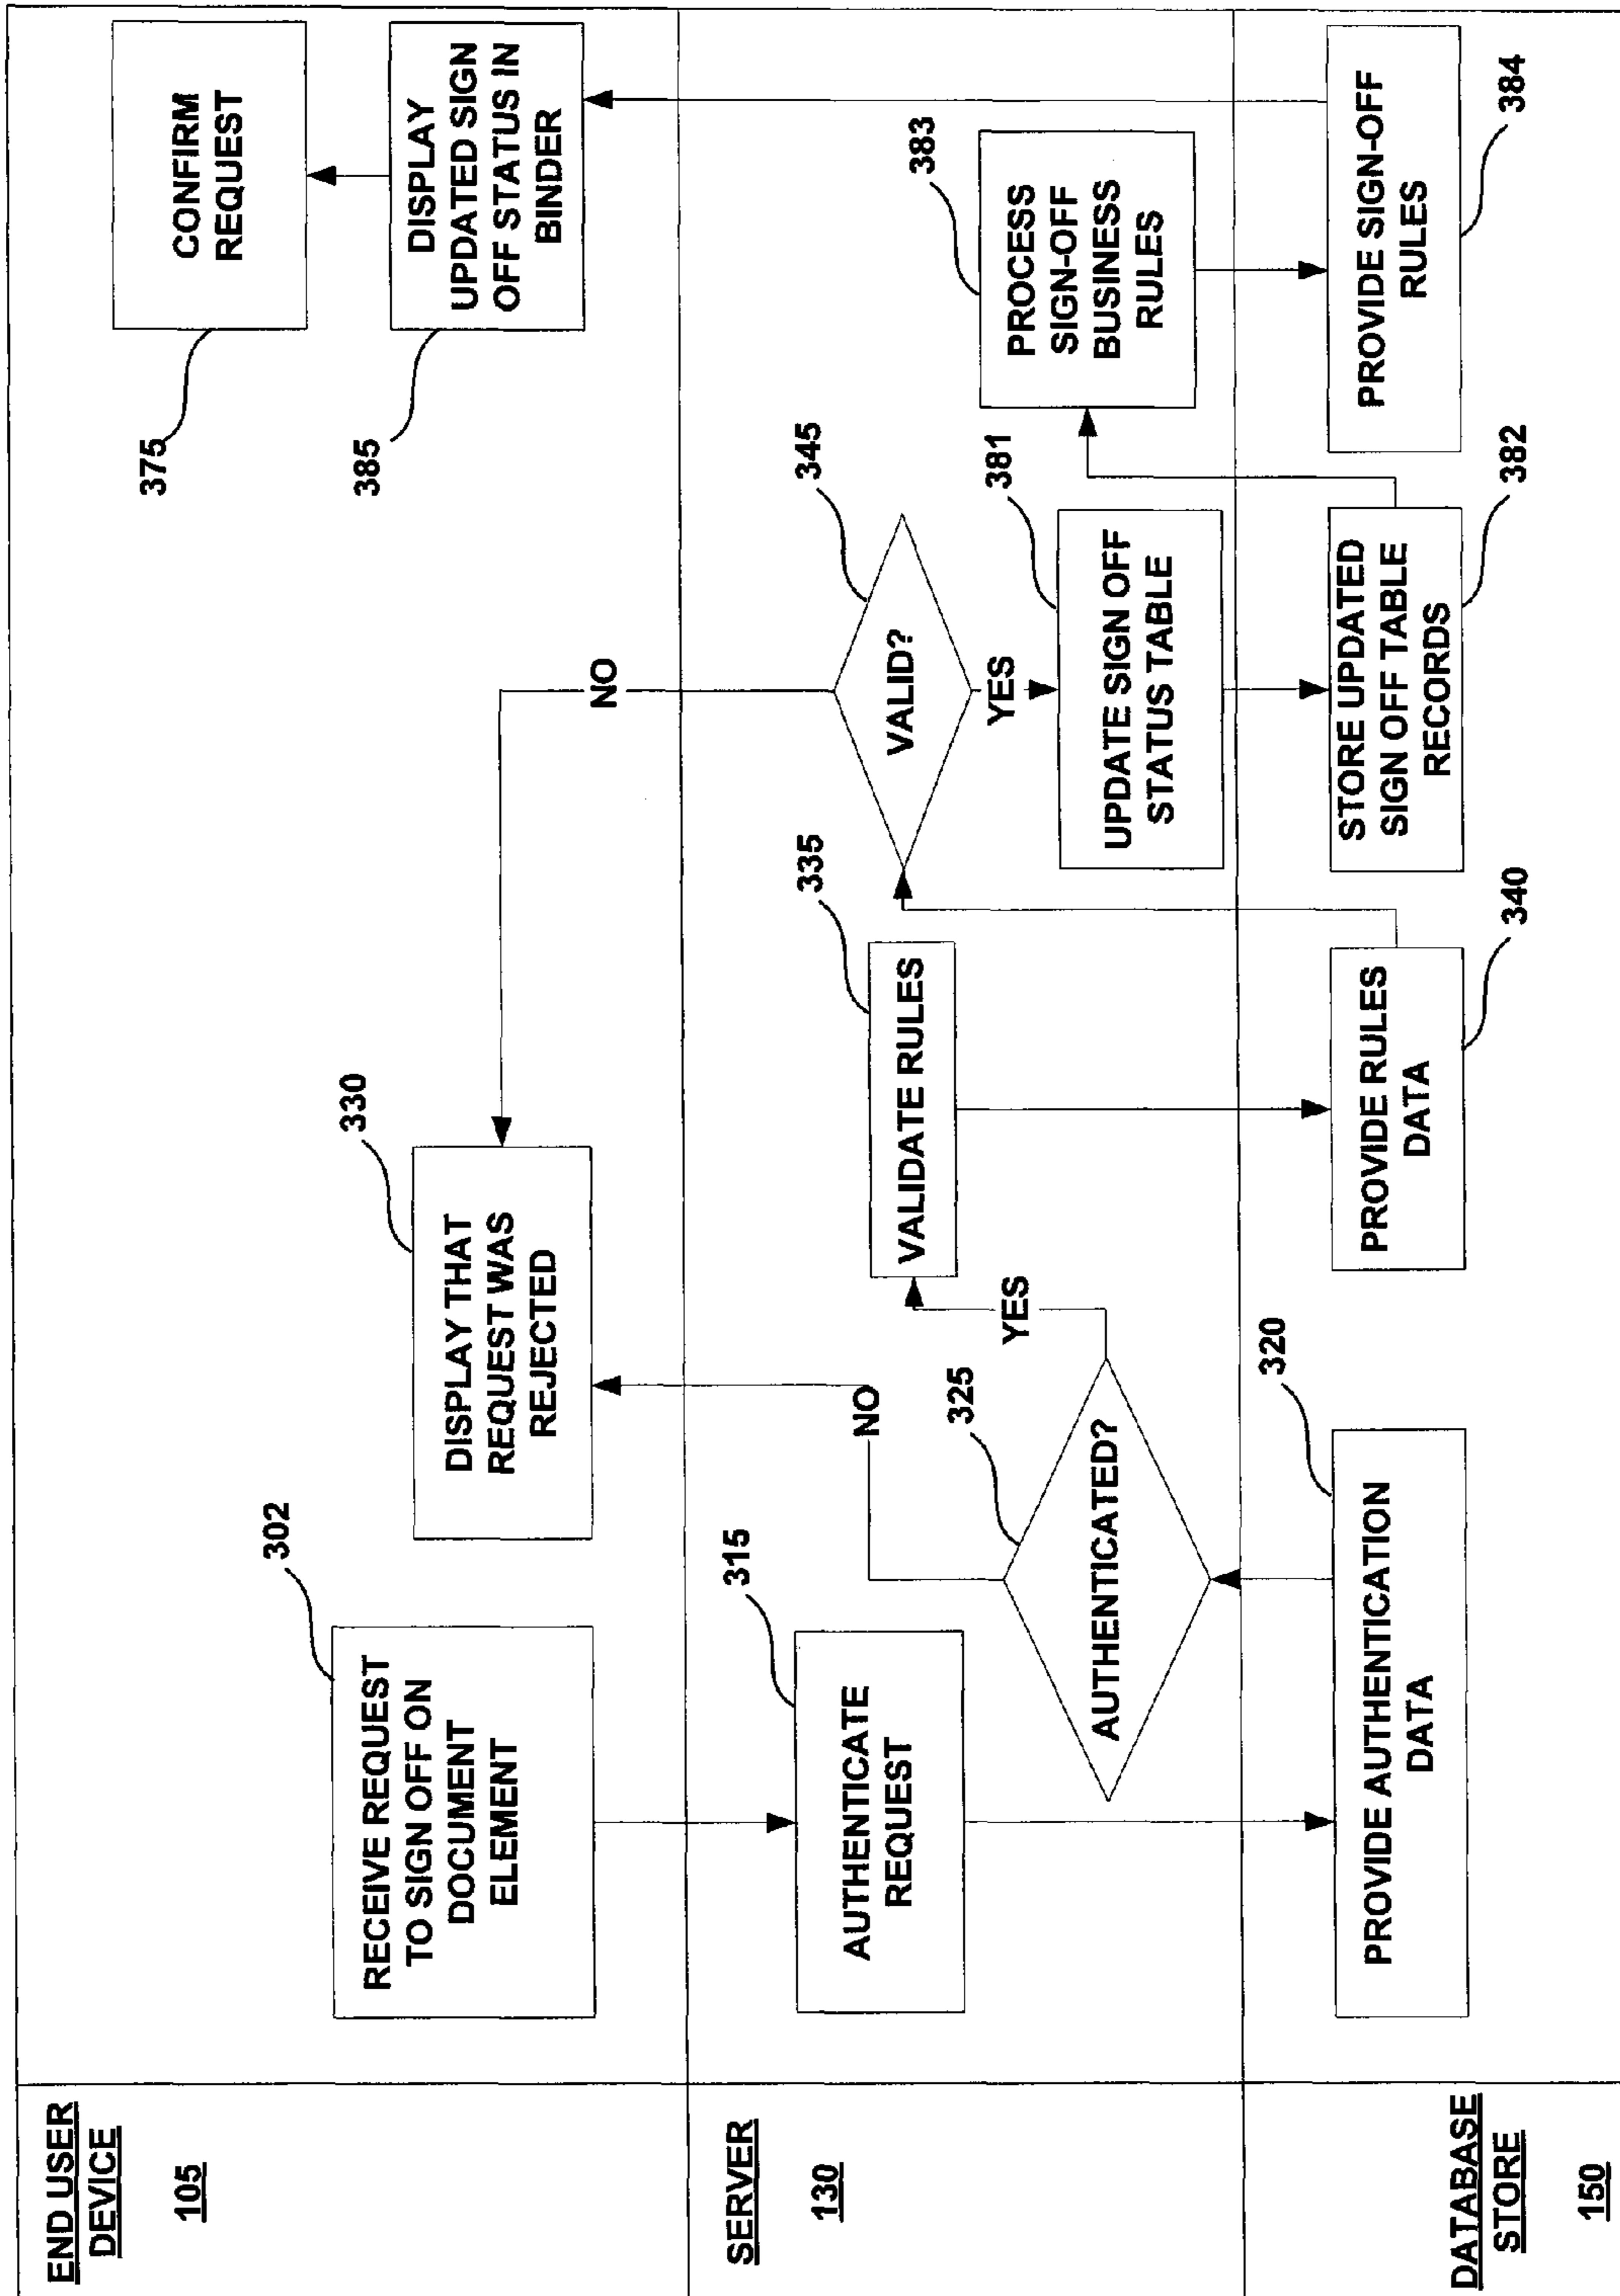 END USER
DEVICE
105
RECEIVE REQUEST
TO SIGN OFF ON
DOCUMENT
ELEMENT
302
DISPLAY THAT
REQUEST WAS
REJECTED
330
NO
CONFIRM
REQUEST
375
DISPLAY
UPDATED SIGN
OFF STATUS IN
BINDER
385
SERVER
130
AUTHENTICATE
REQUEST
315
AUTHENTICATED?
325
NO
YES
VALIDATE RULES
335
VALID?
345
YES
UPDATE SIGN OFF
STATUS TABLE
381
PROCESS
SIGN-OFF
BUSINESS
RULES
383
DATABASE
STORE
150
PROVIDE AUTHENTICATION
DATA
320
PROVIDE RULES
DATA
340
STORE UPDATED
SIGN OFF TABLE
RECORDS
382
PROVIDE SIGN-OFF
RULES
384